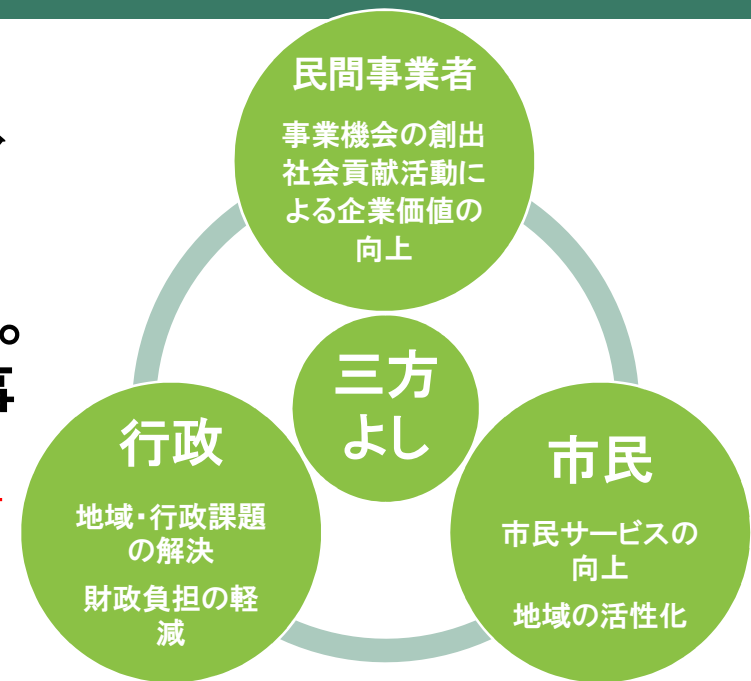 民間事業者
事業機会の創出
社会貢献活動に
よる企業価値の
向上
三方
よし
行政
地域・行政課題
の解決
財政負担の軽
減
市民
市民サービスの
向上
地域の活性化
。